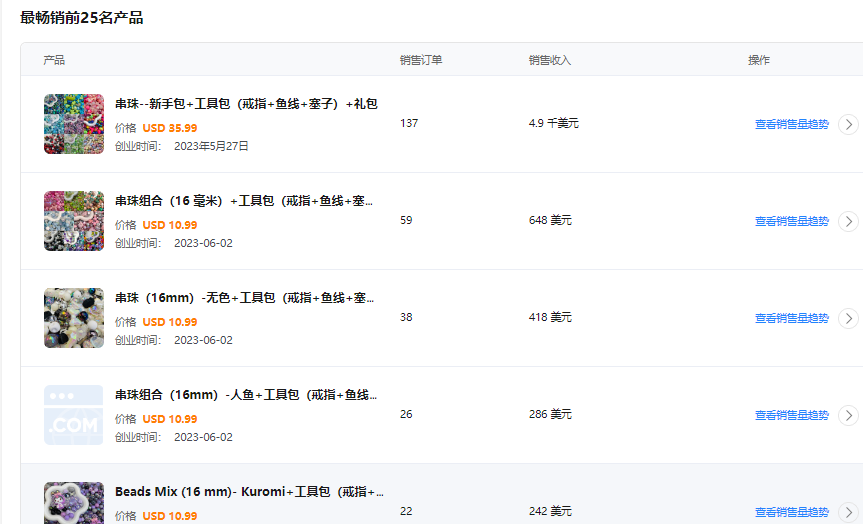 最畅销前25名产品
产品 销售订单 销售收入 操作
串珠--新手包+工具包（戒指+鱼线+塞子）+礼包
价格 USD 35.99
创业时间： 2023年5月27日
137 4.9 千美元 查看销售量趋势
串珠组合（16 毫米）+工具包（戒指+鱼线+塞...
价格 USD 10.99
创业时间： 2023-06-02
59 648 美元 查看销售量趋势
串珠（16mm）-无色+工具包（戒指+鱼线+塞...
价格 USD 10.99
创业时间： 2023-06-02
38 418 美元 查看销售量趋势
.COM
串珠组合（16mm）-人鱼+工具包（戒指+鱼线...
价格 USD 10.99
创业时间： 2023-06-02
26 286 美元 查看销售量趋势
Beads Mix (16 mm)- Kuromi+工具包（戒指+...
价格 USD 10.99
22 242 美元 查看销售量趋势